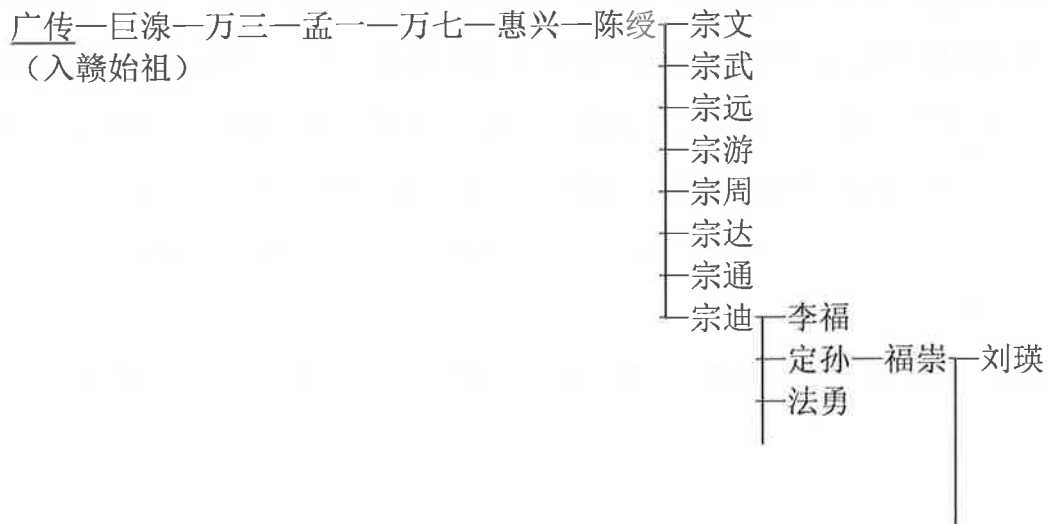 广传—巨湶—万三—孟一—万七—惠兴—陈绶—宗文
（入赣始祖）
宗武
宗远
宗游
宗周
宗达
宗通
宗迪—李福
定孙—福崇—刘瑛
法勇